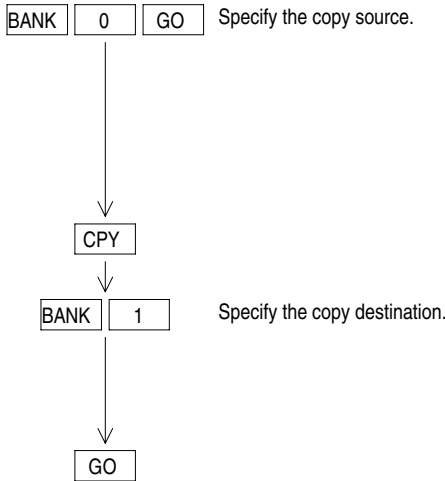 BANK 0 GO Specify the copy source.
CPY
BANK 1 Specify the copy destination.
GO